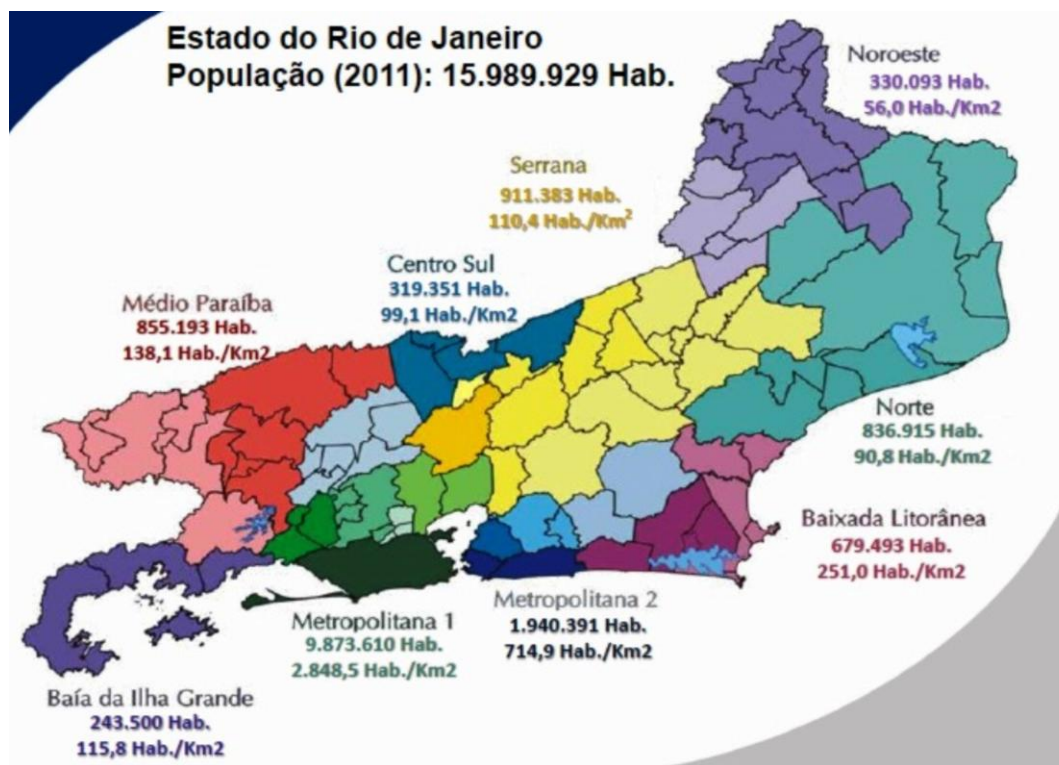 Estado do Rio de Janeiro
População (2011): 15.989.929 Hab.
Noroeste
330.093 Hab.
56,0 Hab./Km2
Serrana
911.383 Hab.
110,4 Hab./Km²
Centro Sul
319.351 Hab.
99,1 Hab./Km2
Médio Paraíba
855.193 Hab.
138,1 Hab./Km2
Norte
836.915 Hab.
90,8 Hab./Km2
Baixada Litorânea
679.493 Hab.
251,0 Hab./Km2
Metropolitana 2
1.940.391 Hab.
714,9 Hab./Km2
Metropolitana 1
9.873.610 Hab.
2.848,5 Hab./Km2
Baía da Ilha Grande
243.500 Hab.
115,8 Hab./Km2